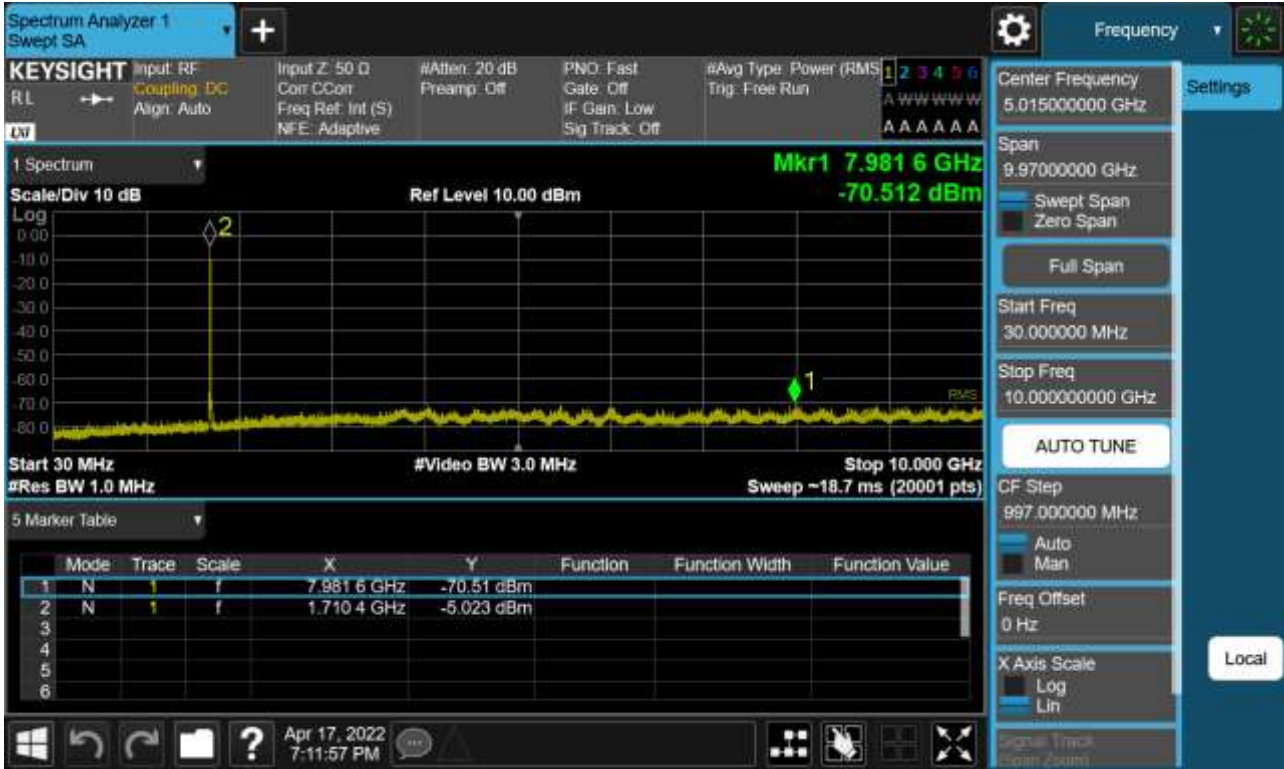 Spectrum Analyzer 1
Swept SA
+
Frequency
KEYSIGHT
RL
LXI
Input: RF
Coupling: DC
Align: Auto
Input Z: 50 Ω
Corr CCorr
Freq Ref: Int (S)
NFE: Adaptive
#Atten: 20 dB
Preamp: Off
PNO: Fast
Gate: Off
IF Gain: Low
Sig Track: Off
#Avg Type: Power (RMS
Trig: Free Run
1 2 3 4 5 6
A W W W W W
A A A A A A
1 Spectrum
Scale/Div 10 dB
Ref Level 10.00 dBm
Mkr1 7.981 6 GHz
-70.512 dBm
Log
0.00
-10.0
-20.0
-30.0
-40.0
-50.0
-60.0
-70.0
-80.0
2
1
RMS
Start 30 MHz
#Video BW 3.0 MHz
Stop 10.000 GHz
#Res BW 1.0 MHz
Sweep ~18.7 ms (20001 pts)
5 Marker Table
Mode Trace Scale X Y Function Function Width Function Value
1 N 1 f 7.981 6 GHz -70.51 dBm
2 N 1 f 1.710 4 GHz -5.023 dBm
3
4
5
6
Center Frequency
5.015000000 GHz
Settings
Span
9.97000000 GHz
Swept Span
Zero Span
Full Span
Start Freq
30.000000 MHz
Stop Freq
10.000000000 GHz
AUTO TUNE
CF Step
997.000000 MHz
Auto
Man
Freq Offset
0 Hz
X Axis Scale
Log
Lin
Local
Signal Track
(Span Zoom)
?
Apr 17, 2022
7:11:57 PM